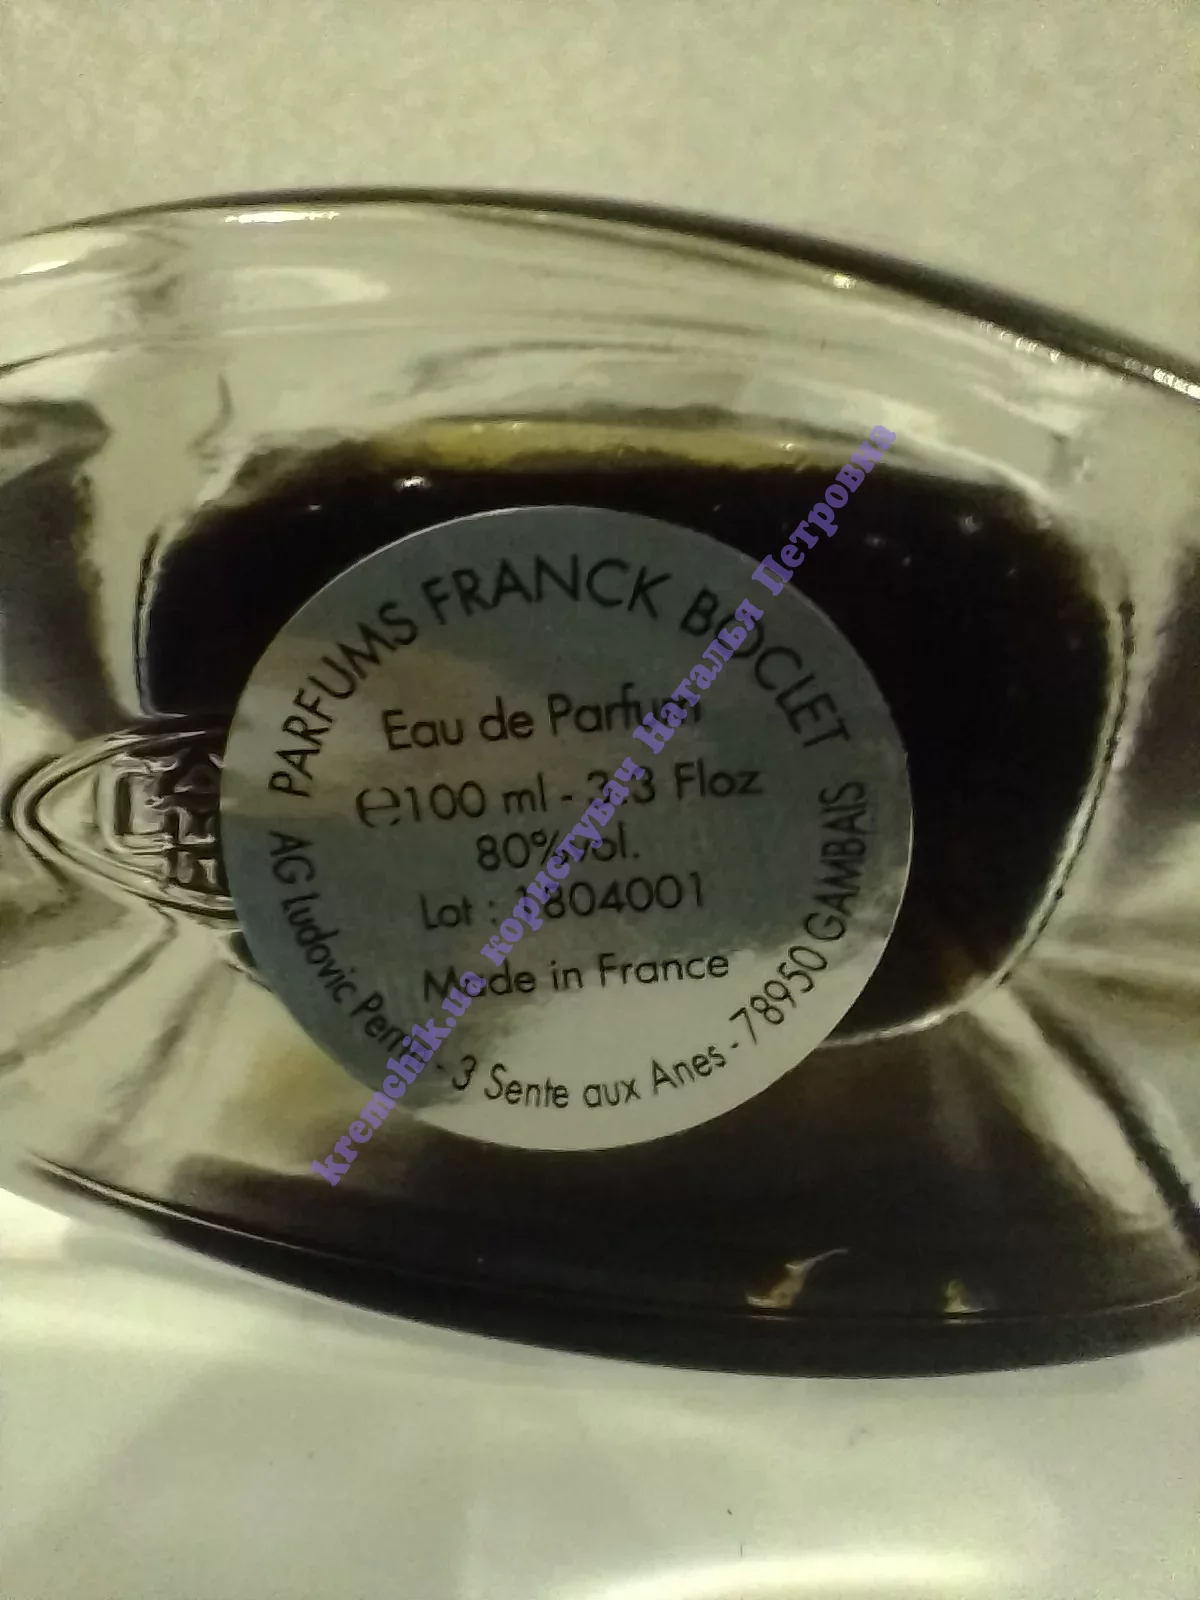 PARFUMS FRANCK BOCLET
Eau de Parfum
℮100 ml - 3.3 Floz
80% vol.
Lot : 1804001
Made in France
AG Ludovic Perrin - 3 Sente aux Anes - 78950 GAMBAIS
kremchik.ua користувач Наталья Петровна